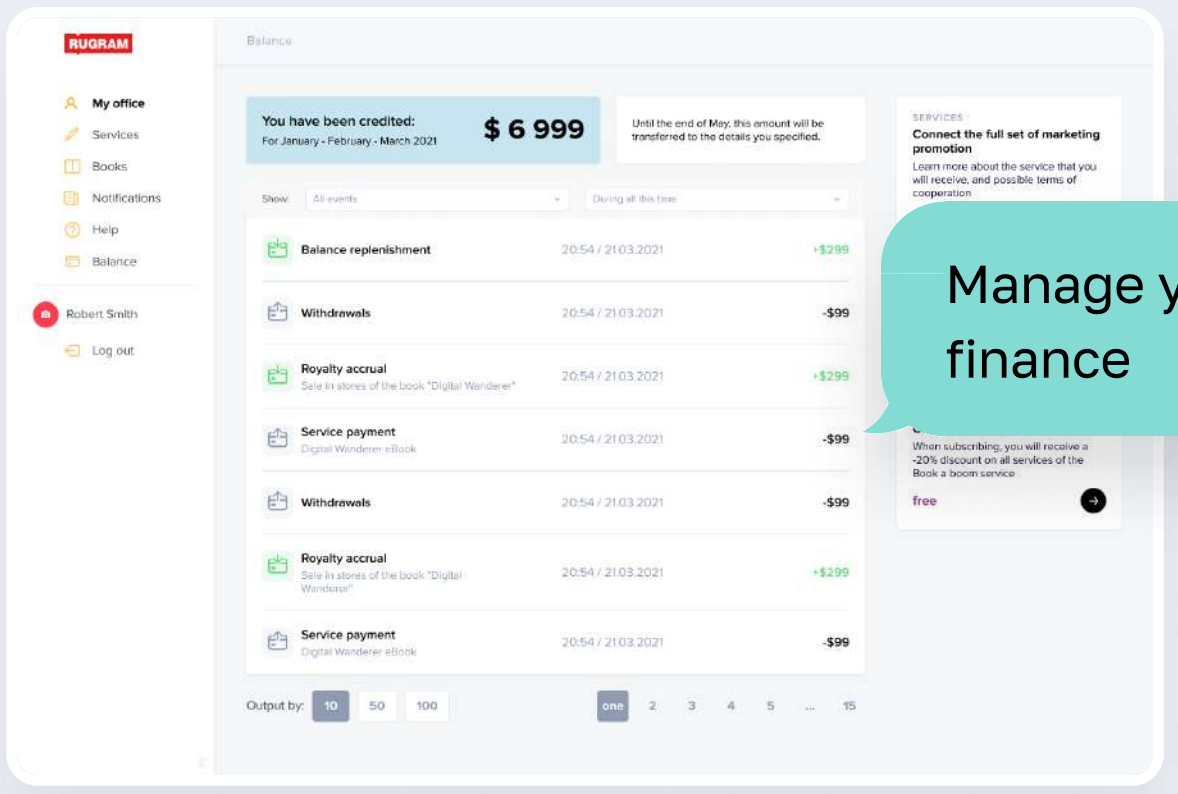 RUGRAM
Balance
My office
Services
Books
Notifications
Help
Balance
Robert Smith
Log out
You have been credited:
For January - February - March 2021
$ 6 999
Until the end of May, this amount will be
transferred to the details you specified.
Show: All events During all this time
Balance replenishment 20:54 / 21.03.2021 +$299
Withdrawals 20:54 / 21.03.2021 -$99
Royalty accrual
Sale in stores of the book "Digital Wanderer" 20:54 / 21.03.2021 +$299
Service payment
Digital Wanderer eBook 20:54 / 21.03.2021 -$99
Withdrawals 20:54 / 21.03.2021 -$99
Royalty accrual
Sale in stores of the book "Digital
Wanderer" 20:54 / 21.03.2021 +$299
Service payment
Digital Wanderer eBook 20:54 / 21.03.2021 -$99
Output by: 10 50 100
one 2 3 4 5 ... 15
SERVICES
Connect the full set of marketing
promotion
Learn more about the service that you
will receive, and possible terms of
cooperation
Manage y
finance
When subscribing, you will receive a
-20% discount on all services of the
Book a boom service
free